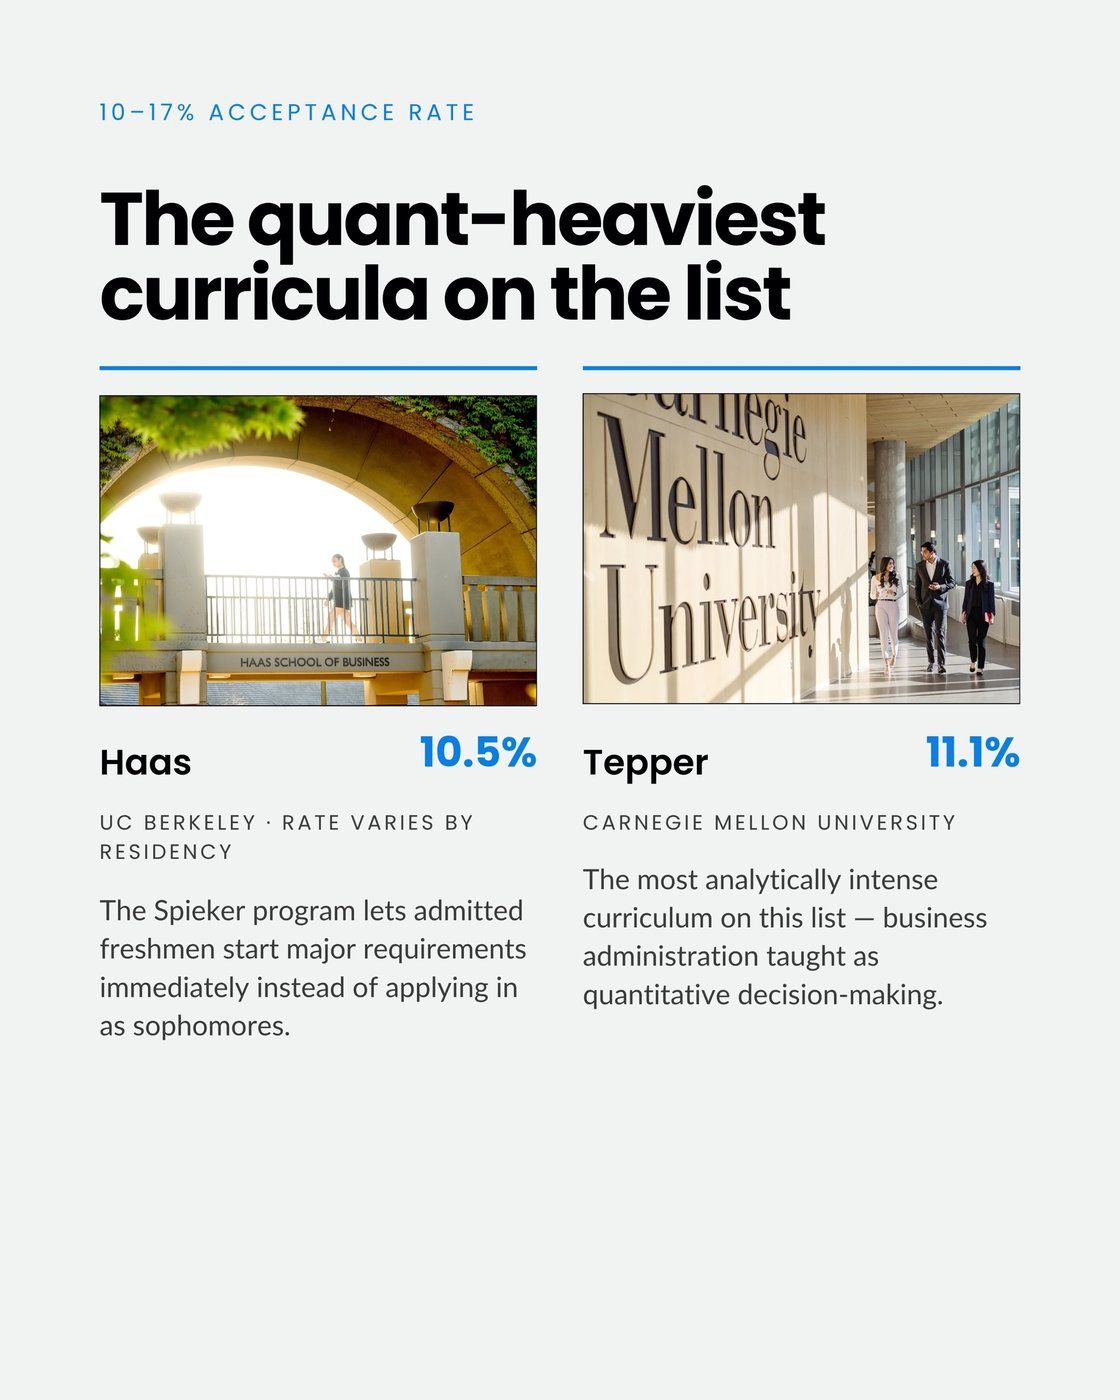 10–17% ACCEPTANCE RATE
The quant-heaviest
curricula on the list
HAAS SCHOOL OF BUSINESS
Carnegie
Mellon
University
Haas
10.5%
UC BERKELEY · RATE VARIES BY
RESIDENCY
The Spieker program lets admitted
freshmen start major requirements
immediately instead of applying in
as sophomores.
Tepper
11.1%
CARNEGIE MELLON UNIVERSITY
The most analytically intense
curriculum on this list — business
administration taught as
quantitative decision-making.